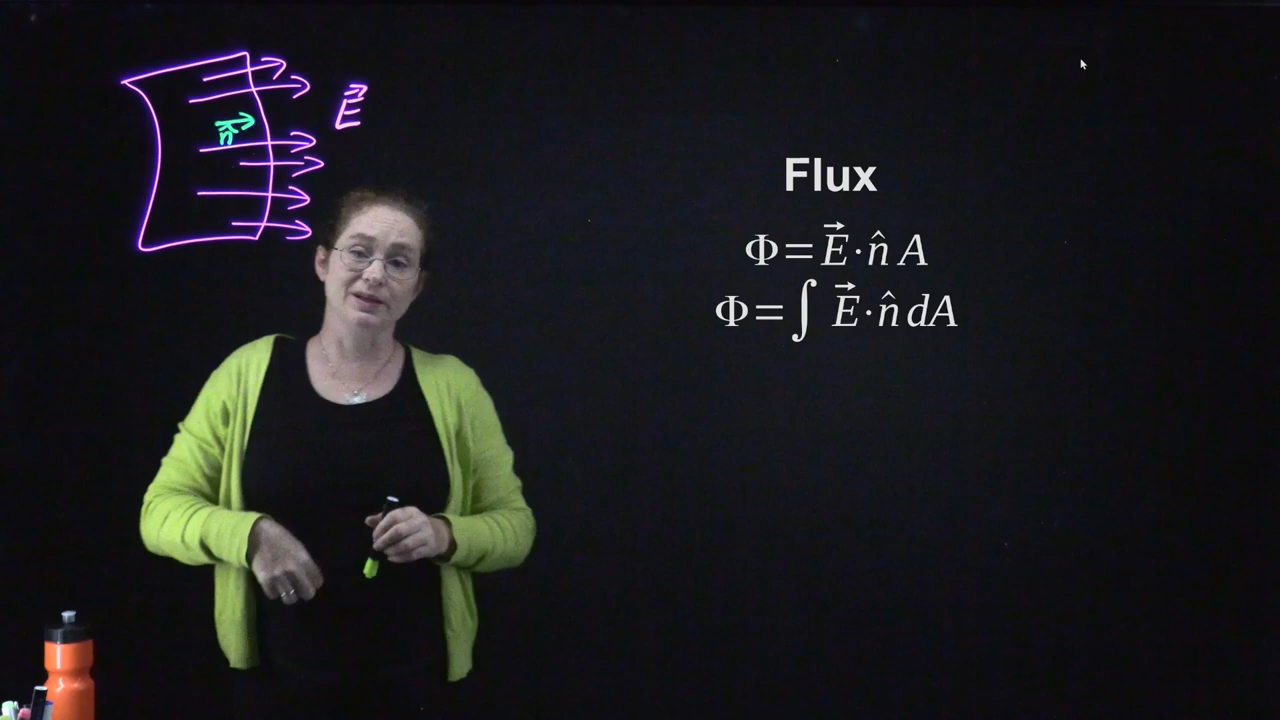 E⃗
n̂
Flux
Φ = E⃗ · n̂ A
Φ = ∫ E⃗ · n̂ dA